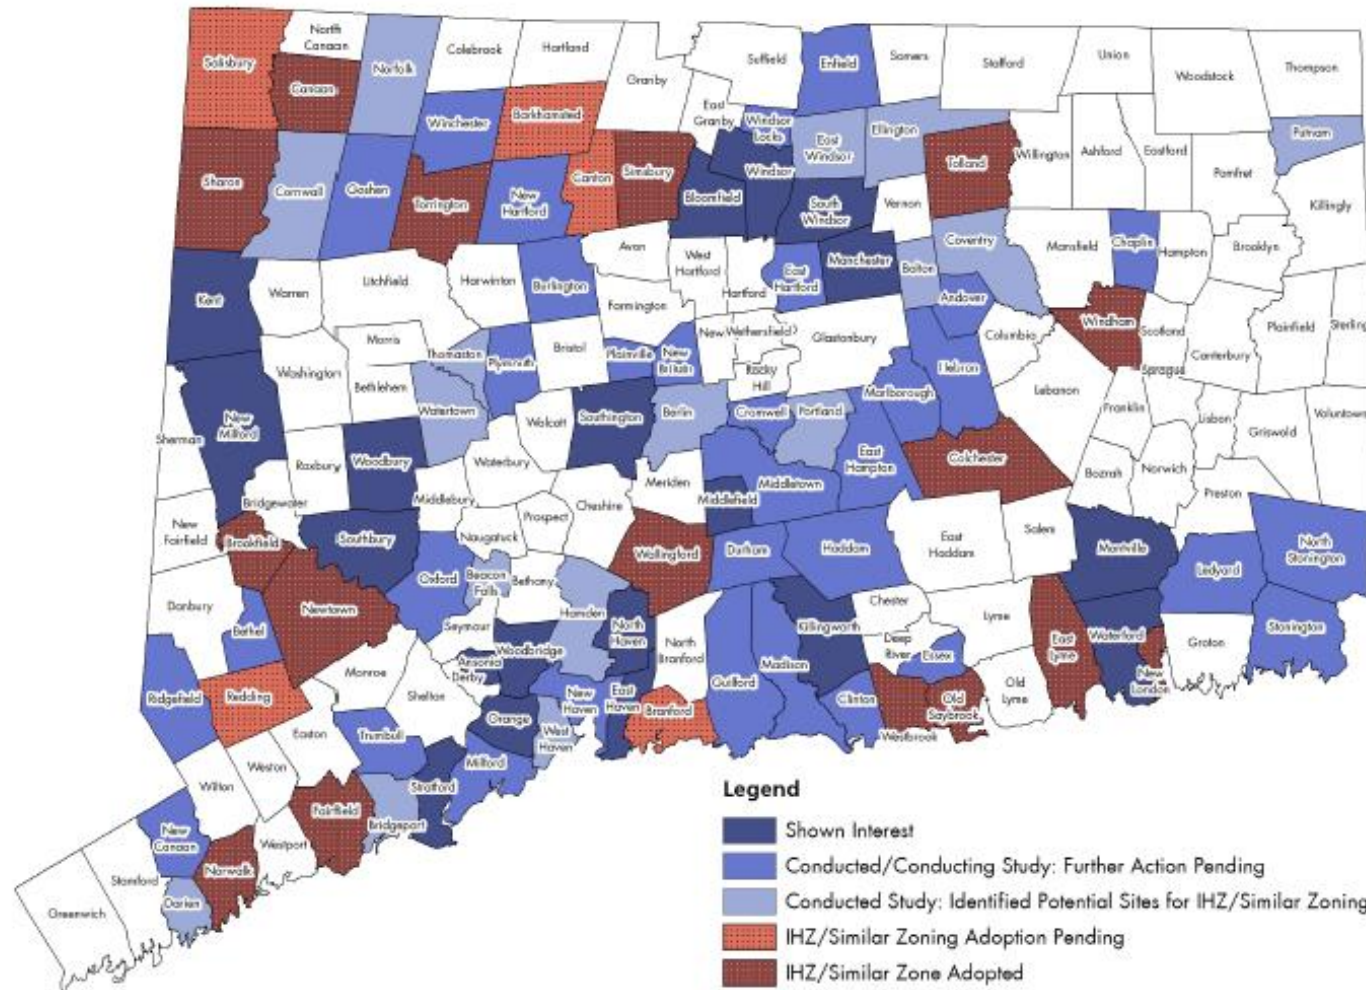 North
Canaan
Colebrook
Hartland
Salisbury
Canaan
Norfolk
Granby
Suffield
Enfield
Somers
Stafford
Union
Woodstock
Thompson
Winchester
Barkhamsted
East
Granby
Windsor
Locks
East
Windsor
Ellington
Tolland
Willington
Ashford
Eastford
Pomfret
Putnam
Killingly
Sharon
Cornwall
Goshen
Torrington
New
Hartford
Canton
Simsbury
Bloomfield
Windsor
South
Windsor
Vernon
Coventry
Mansfield
Chaplin
Hampton
Brooklyn
Kent
Warren
Litchfield
Harwinton
Burlington
Avon
West
Hartford
Hartford
East
Hartford
Manchester
Bolton
Andover
Columbia
Windham
Scotland
Canterbury
Plainfield
Sterling
Farmington
Morris
Thomaston
Plymouth
Bristol
Plainville
New
Britain
New
Wethersfield
Rocky
Hill
Glastonbury
Hebron
Marlborough
Lebanon
Sprague
Franklin
Lisbon
Griswold
Voluntown
Washington
Bethlehem
Watertown
Wolcott
Southington
Berlin
Cromwell
Portland
East
Hampton
Colchester
Bozrah
Norwich
Preston
Sherman
New
Milford
Roxbury
Woodbury
Waterbury
Middlebury
Cheshire
Meriden
Middlefield
Middletown
Bridgewater
New
Fairfield
Brookfield
Southbury
Naugatuck
Prospect
Wallingford
Durham
Haddam
East
Haddam
Salem
Montville
Ledyard
North
Stonington
Danbury
Bethel
Newtown
Oxford
Beacon
Falls
Bethany
Hamden
North
Haven
North
Branford
Killingworth
Chester
Deep
River
Essex
Lyme
East
Lyme
Waterford
New
London
Groton
Stonington
Seymour
Ansonia
Derby
Woodbridge
Guilford
Madison
Clinton
Westbrook
Old
Saybrook
Old
Lyme
Ridgefield
Redding
Monroe
Shelton
Orange
New
Haven
West
Haven
East
Haven
Branford
Easton
Trumbull
Milford
Stratford
Wilton
Weston
Fairfield
Bridgeport
Westport
New
Canaan
Norwalk
Darien
Stamford
Greenwich
Legend
Shown Interest
Conducted/Conducting Study: Further Action Pending
Conducted Study: Identified Potential Sites for IHZ/Similar Zoning
IHZ/Similar Zoning Adoption Pending
IHZ/Similar Zone Adopted